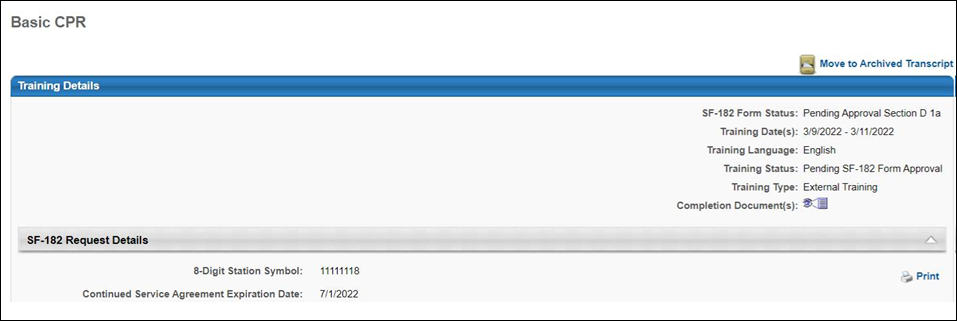 Basic CPR
Move to Archived Transcript
Training Details
SF-182 Form Status: Pending Approval Section D 1a
Training Date(s): 3/9/2022 - 3/11/2022
Training Language: English
Training Status: Pending SF-182 Form Approval
Training Type: External Training
Completion Document(s):
SF-182 Request Details
8-Digit Station Symbol: 11111118
Print
Continued Service Agreement Expiration Date: 7/1/2022